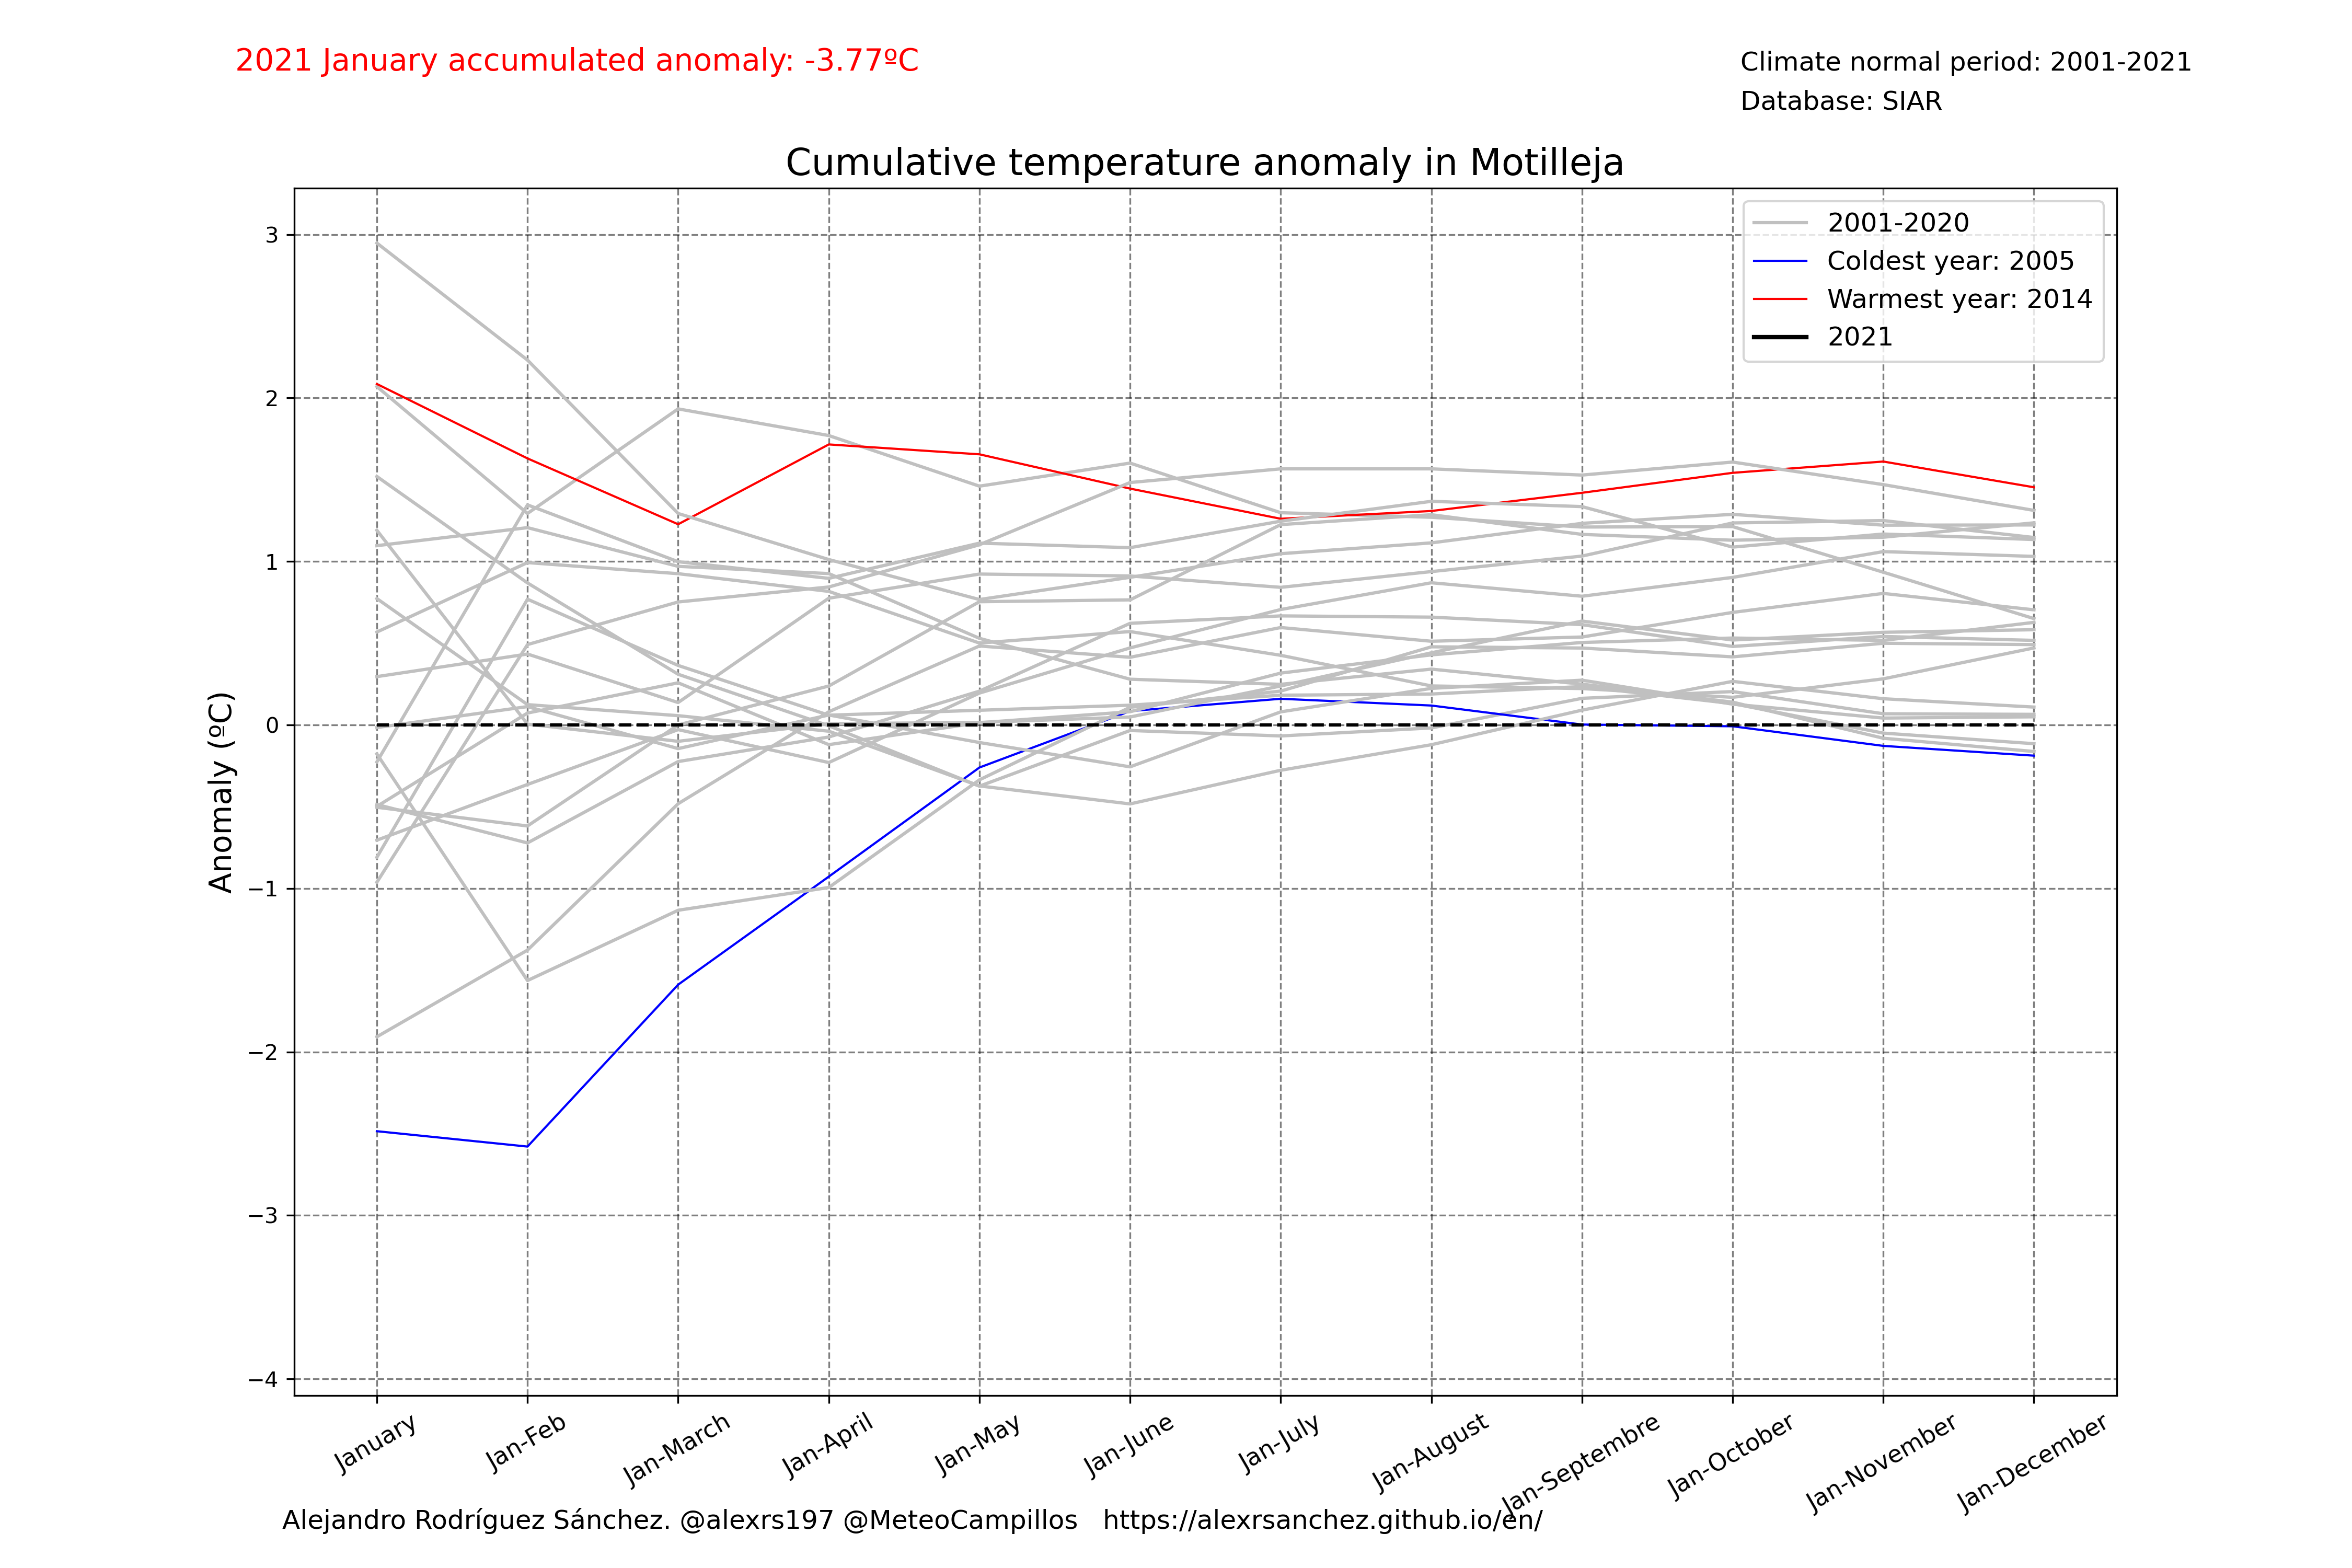 2021 January accumulated anomaly: -3.77ºC
Climate normal period: 2001-2021
Database: SIAR
Cumulative temperature anomaly in Motilleja
2001-2020
Coldest year: 2005
Warmest year: 2014
2021
Anomaly (ºC)
3
2
1
0
−1
−2
−3
−4
January
Jan-Feb
Jan-March
Jan-April
Jan-May
Jan-June
Jan-July
Jan-August
Jan-Septembre
Jan-October
Jan-November
Jan-December
Alejandro Rodríguez Sánchez. @alexrs197 @MeteoCampillos   https://alexrsanchez.github.io/en/